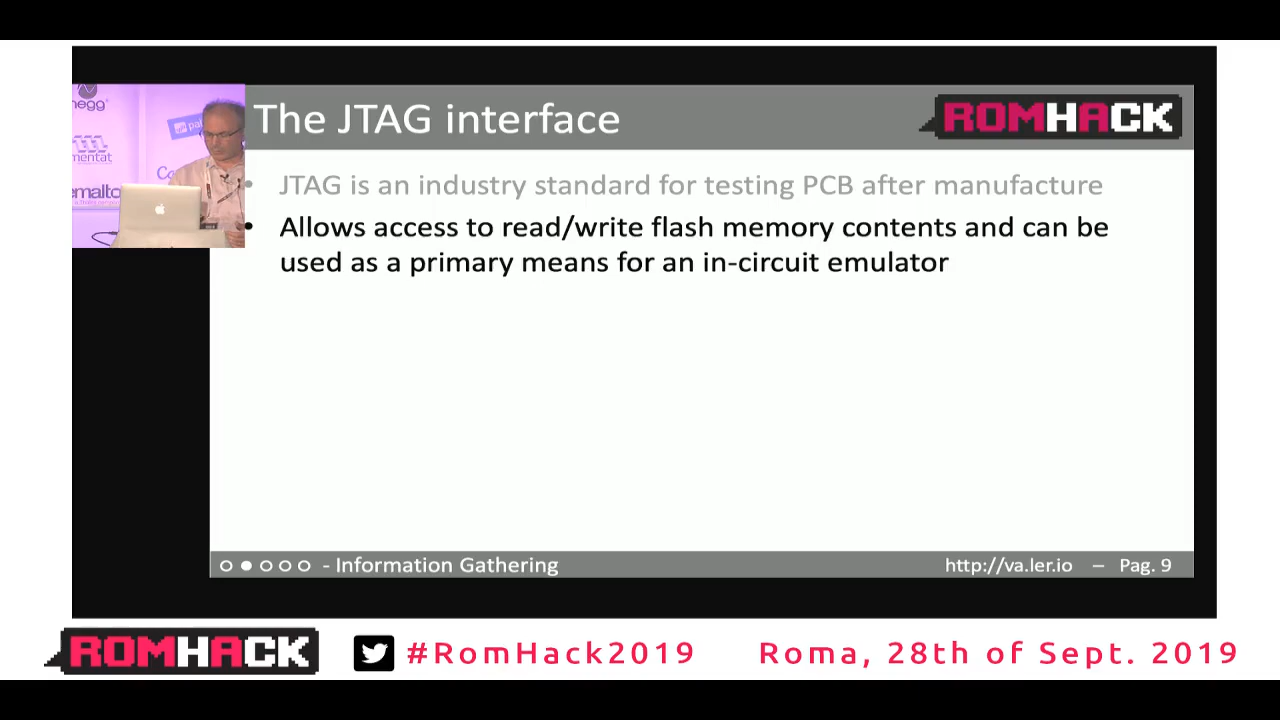 The JTAG interface
ROMHACK
• JTAG is an industry standard for testing PCB after manufacture
• Allows access to read/write flash memory contents and can be
used as a primary means for an in-circuit emulator
- Information Gathering
http://va.ler.io – Pag. 9
ROMHACK
#RomHack2019
Roma, 28th of Sept. 2019